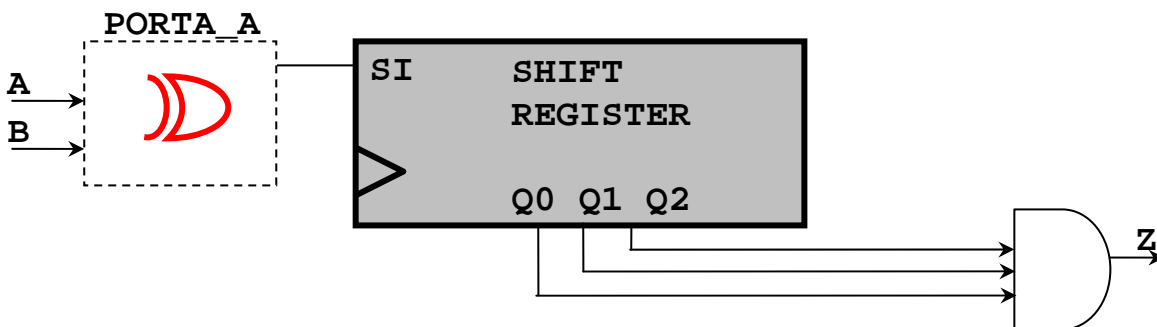 PORTA_A
A
B
SI
SHIFT
REGISTER
Q0 Q1 Q2
Z